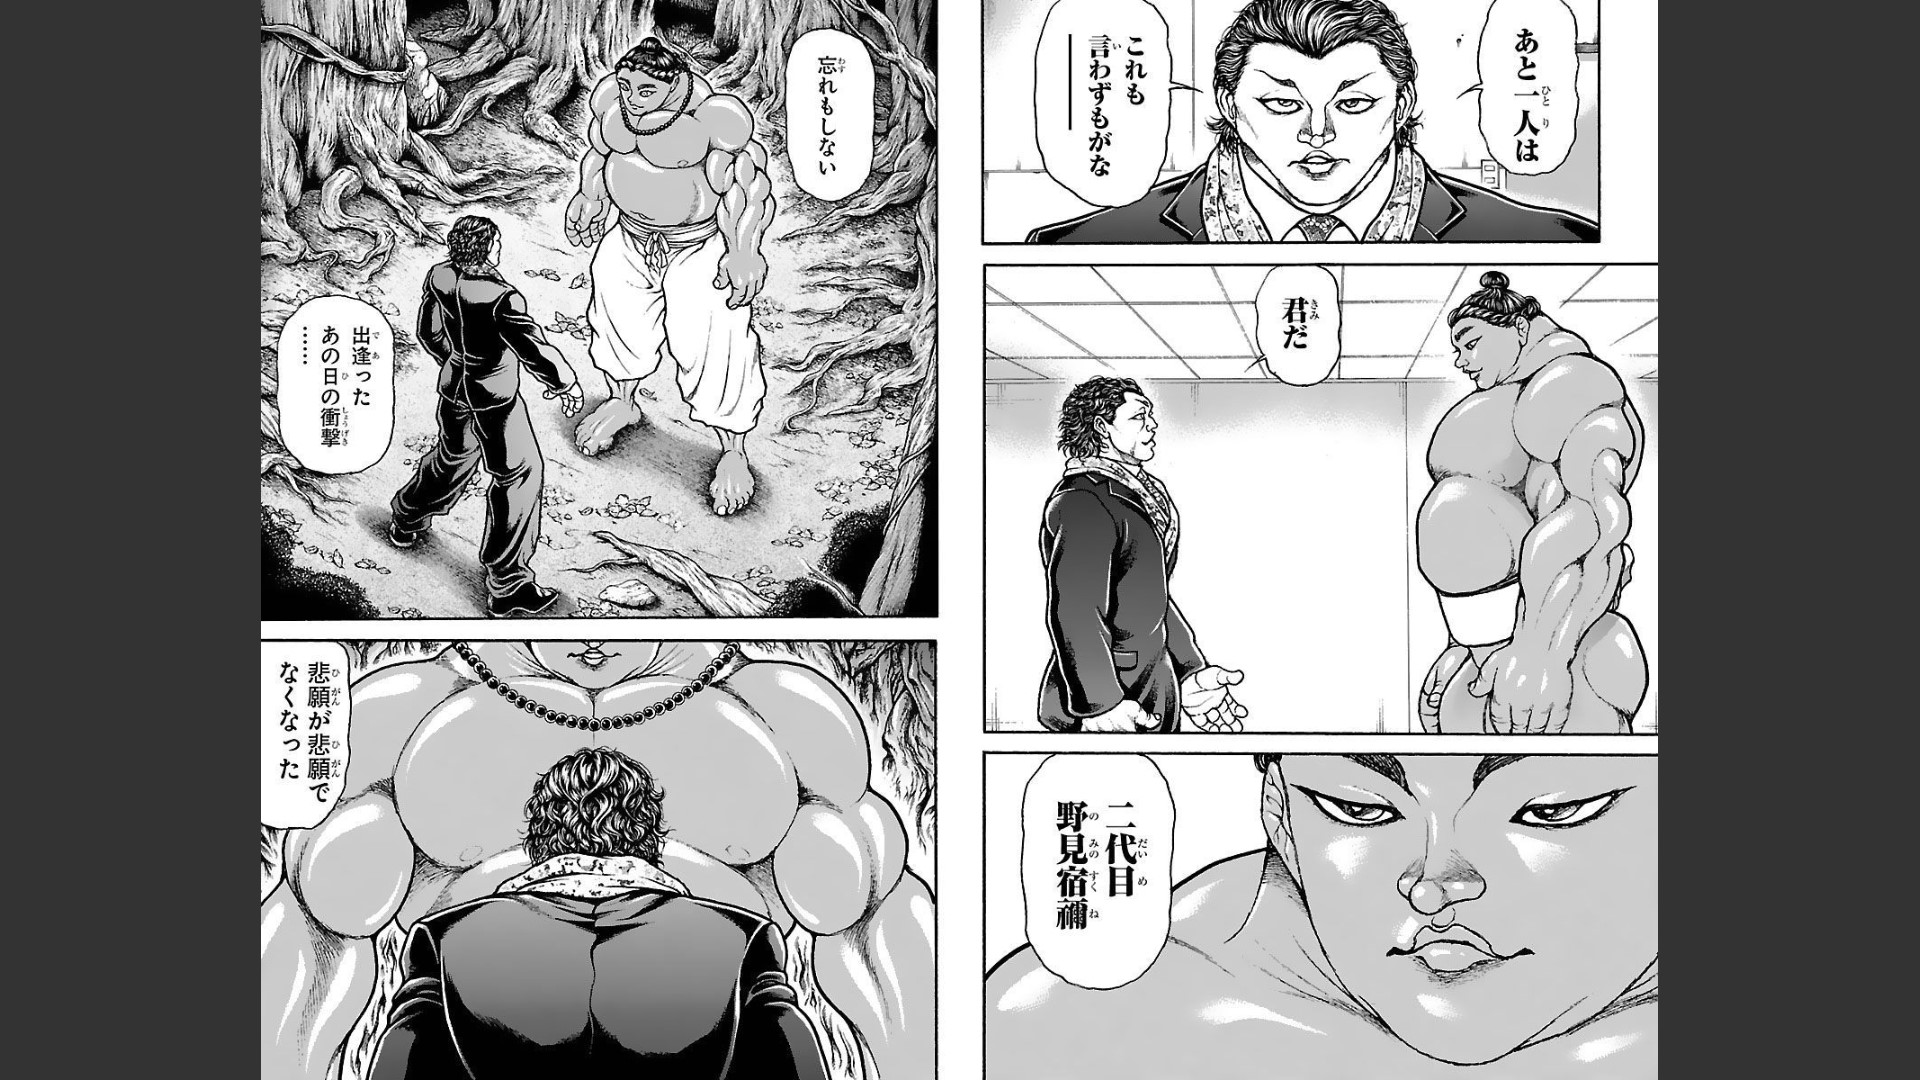 あと一人は
これも
言わずもがな
――
君だ
二代目
野見宿禰
忘れもしない
出逢った
あの日の衝撃
……
悲願が悲願で
なくなった